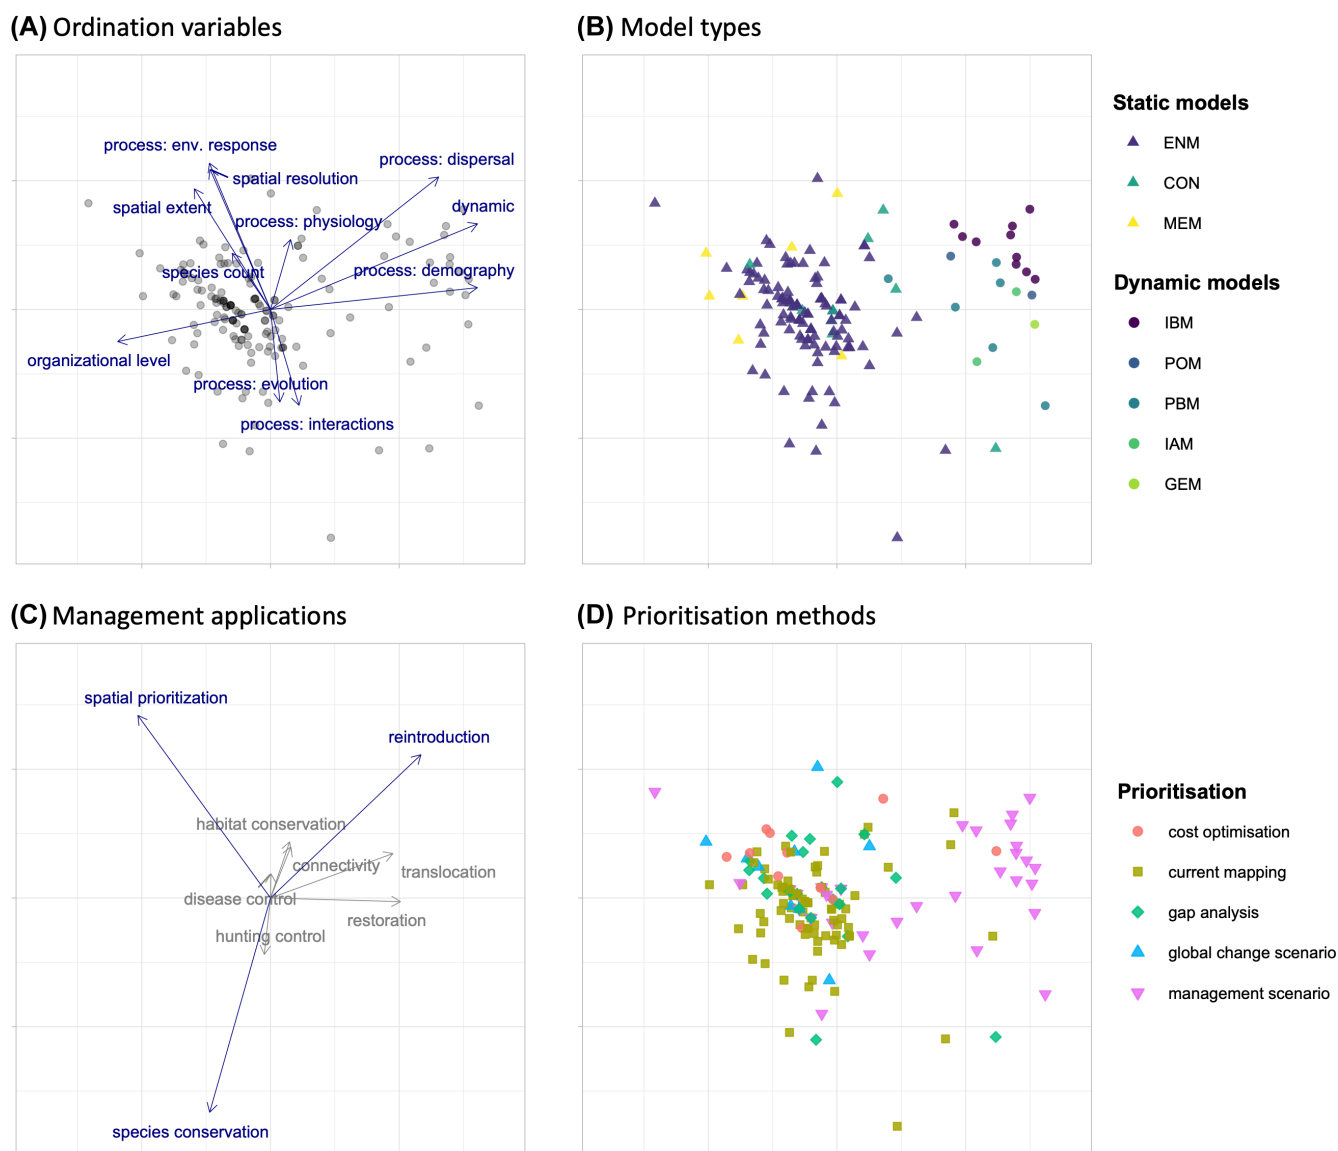 (A) Ordination variables
process: env. response
process: dispersal
spatial resolution
spatial extent
dynamic
process: physiology
species count
process: demography
organizational level
process: evolution
process: interactions
(B) Model types
Static models
ENM
CON
MEM
Dynamic models
IBM
POM
PBM
IAM
GEM
(C) Management applications
spatial prioritization
reintroduction
habitat conservation
connectivity
translocation
disease control
restoration
hunting control
species conservation
(D) Prioritisation methods
Prioritisation
cost optimisation
current mapping
gap analysis
global change scenario
management scenario